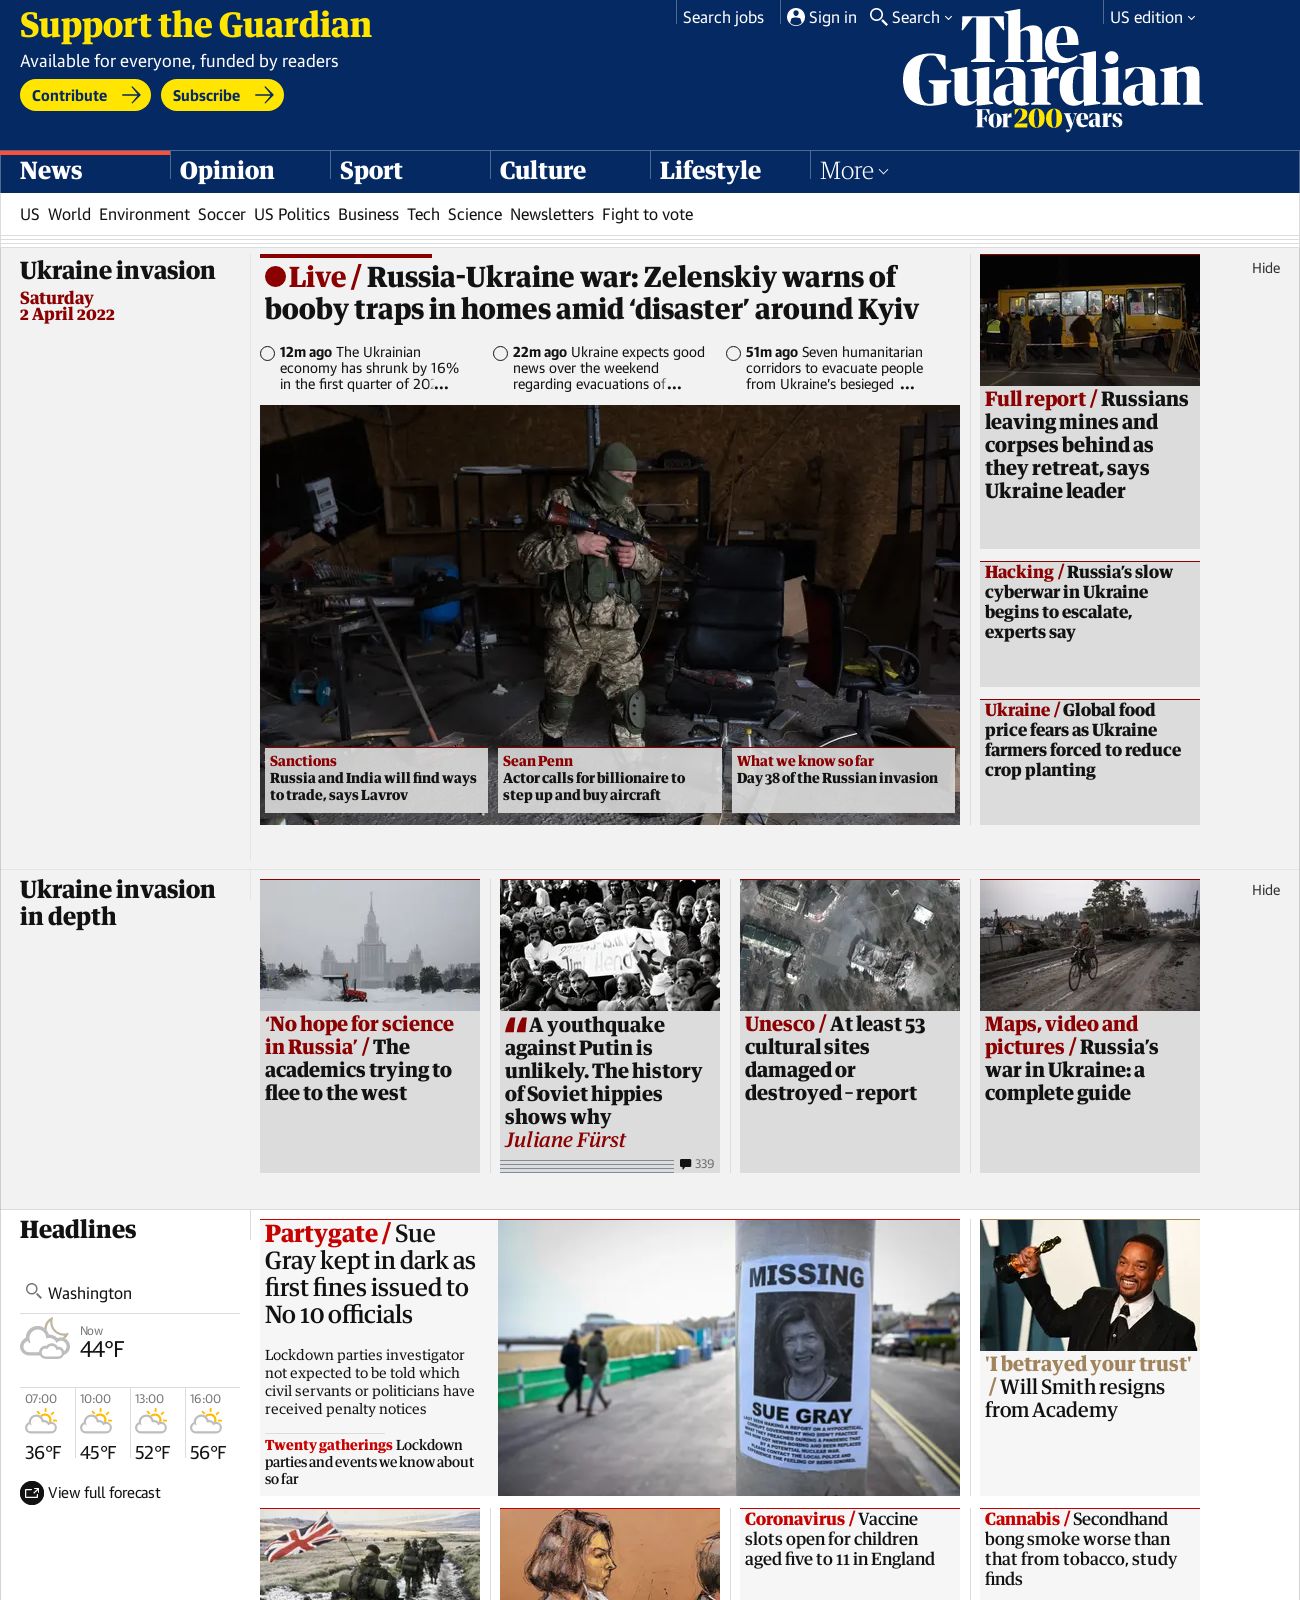 Support the Guardian
Available for everyone, funded by readers
Contribute
Subscribe
Search jobs
Sign in
Search
US edition
The
Guardian
For 200 years
News
Opinion
Sport
Culture
Lifestyle
More
US World Environment Soccer US Politics Business Tech Science Newsletters Fight to vote
Ukraine invasion
Saturday
2 April 2022
Live / Russia-Ukraine war: Zelenskiy warns of
booby traps in homes amid ‘disaster’ around Kyiv
12m ago The Ukrainian
economy has shrunk by 16%
in the first quarter of 20...
22m ago Ukraine expects good
news over the weekend
regarding evacuations of...
51m ago Seven humanitarian
corridors to evacuate people
from Ukraine’s besieged ...
Sanctions
Russia and India will find ways
to trade, says Lavrov
Sean Penn
Actor calls for billionaire to
step up and buy aircraft
What we know so far
Day 38 of the Russian invasion
Full report / Russians
leaving mines and
corpses behind as
they retreat, says
Ukraine leader
Hacking / Russia’s slow
cyberwar in Ukraine
begins to escalate,
experts say
Ukraine / Global food
price fears as Ukraine
farmers forced to reduce
crop planting
Hide
Ukraine invasion
in depth
‘No hope for science
in Russia’ / The
academics trying to
flee to the west
A youthquake
against Putin is
unlikely. The history
of Soviet hippies
shows why
Juliane Fürst
339
Unesco / At least 53
cultural sites
damaged or
destroyed – report
Maps, video and
pictures / Russia’s
war in Ukraine: a
complete guide
Hide
Headlines
Washington
Now
44°F
07:00
10:00
13:00
16:00
36°F
45°F
52°F
56°F
View full forecast
Partygate / Sue
Gray kept in dark as
first fines issued to
No 10 officials
Lockdown parties investigator
not expected to be told which
civil servants or politicians have
received penalty notices
Twenty gatherings Lockdown
parties and events we know about
so far
MISSING
SUE GRAY
'I betrayed your trust'
/ Will Smith resigns
from Academy
Coronavirus / Vaccine
slots open for children
aged five to 11 in England
Cannabis / Secondhand
bong smoke worse than
that from tobacco, study
finds